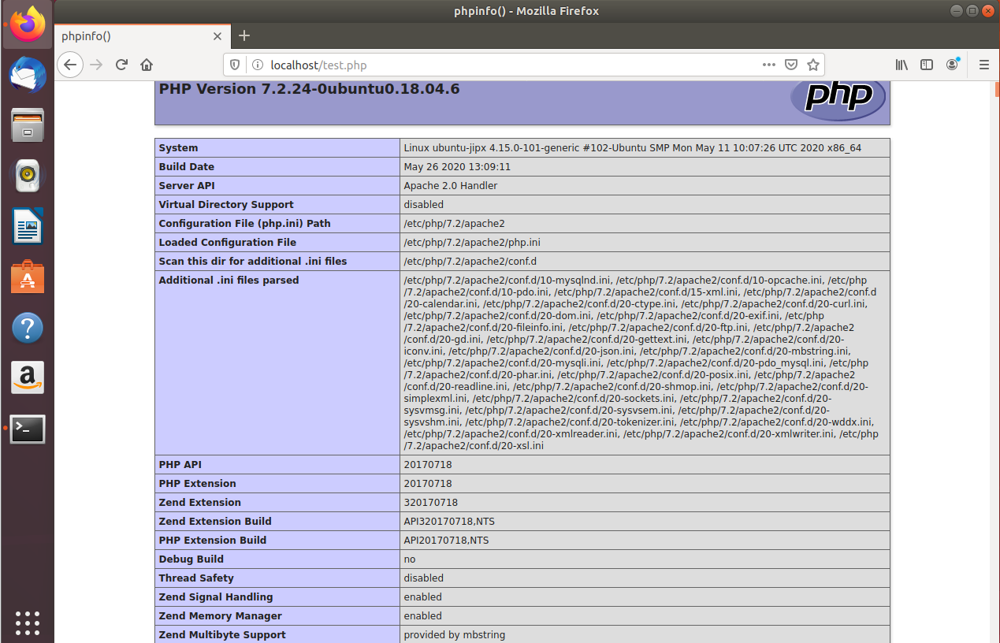 phpinfo() - Mozilla Firefox
phpinfo()
localhost/test.php
PHP Version 7.2.24-0ubuntu0.18.04.6
php
System
Linux ubuntu-jipx 4.15.0-101-generic #102-Ubuntu SMP Mon May 11 10:07:26 UTC 2020 x86_64
Build Date
May 26 2020 13:09:11
Server API
Apache 2.0 Handler
Virtual Directory Support
disabled
Configuration File (php.ini) Path
/etc/php/7.2/apache2
Loaded Configuration File
/etc/php/7.2/apache2/php.ini
Scan this dir for additional .ini files
/etc/php/7.2/apache2/conf.d
Additional .ini files parsed
/etc/php/7.2/apache2/conf.d/10-mysqlnd.ini, /etc/php/7.2/apache2/conf.d/10-opcache.ini, /etc/php
/7.2/apache2/conf.d/10-pdo.ini, /etc/php/7.2/apache2/conf.d/15-xml.ini, /etc/php/7.2/apache2/conf.d
/20-calendar.ini, /etc/php/7.2/apache2/conf.d/20-ctype.ini, /etc/php/7.2/apache2/conf.d/20-curl.ini,
/etc/php/7.2/apache2/conf.d/20-dom.ini, /etc/php/7.2/apache2/conf.d/20-exif.ini, /etc/php
/7.2/apache2/conf.d/20-fileinfo.ini, /etc/php/7.2/apache2/conf.d/20-ftp.ini, /etc/php/7.2/apache2
/conf.d/20-gd.ini, /etc/php/7.2/apache2/conf.d/20-gettext.ini, /etc/php/7.2/apache2/conf.d/20-
iconv.ini, /etc/php/7.2/apache2/conf.d/20-json.ini, /etc/php/7.2/apache2/conf.d/20-mbstring.ini,
/etc/php/7.2/apache2/conf.d/20-mysqli.ini, /etc/php/7.2/apache2/conf.d/20-pdo_mysql.ini, /etc/php
/7.2/apache2/conf.d/20-phar.ini, /etc/php/7.2/apache2/conf.d/20-posix.ini, /etc/php/7.2/apache2
/conf.d/20-readline.ini, /etc/php/7.2/apache2/conf.d/20-shmop.ini, /etc/php/7.2/apache2/conf.d/20-
simplexml.ini, /etc/php/7.2/apache2/conf.d/20-sockets.ini, /etc/php/7.2/apache2/conf.d/20-
sysvmsg.ini, /etc/php/7.2/apache2/conf.d/20-sysvsem.ini, /etc/php/7.2/apache2/conf.d/20-
sysvshm.ini, /etc/php/7.2/apache2/conf.d/20-tokenizer.ini, /etc/php/7.2/apache2/conf.d/20-wddx.ini,
/etc/php/7.2/apache2/conf.d/20-xmlreader.ini, /etc/php/7.2/apache2/conf.d/20-xmlwriter.ini, /etc/php
/7.2/apache2/conf.d/20-xsl.ini
PHP API
20170718
PHP Extension
20170718
Zend Extension
320170718
Zend Extension Build
API320170718,NTS
PHP Extension Build
API20170718,NTS
Debug Build
no
Thread Safety
disabled
Zend Signal Handling
enabled
Zend Memory Manager
enabled
Zend Multibyte Support
provided by mbstring